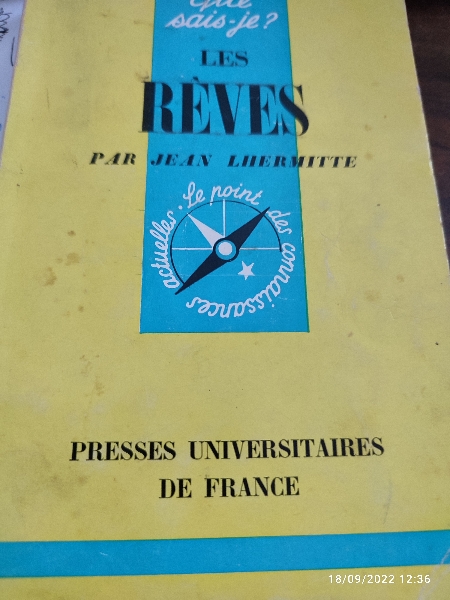 Que
sais-je?
LES
RÊVES
PAR JEAN LHERMITTE
Le point des connaissances actuelles.
PRESSES UNIVERSITAIRES
DE FRANCE
18/09/2022 12:36